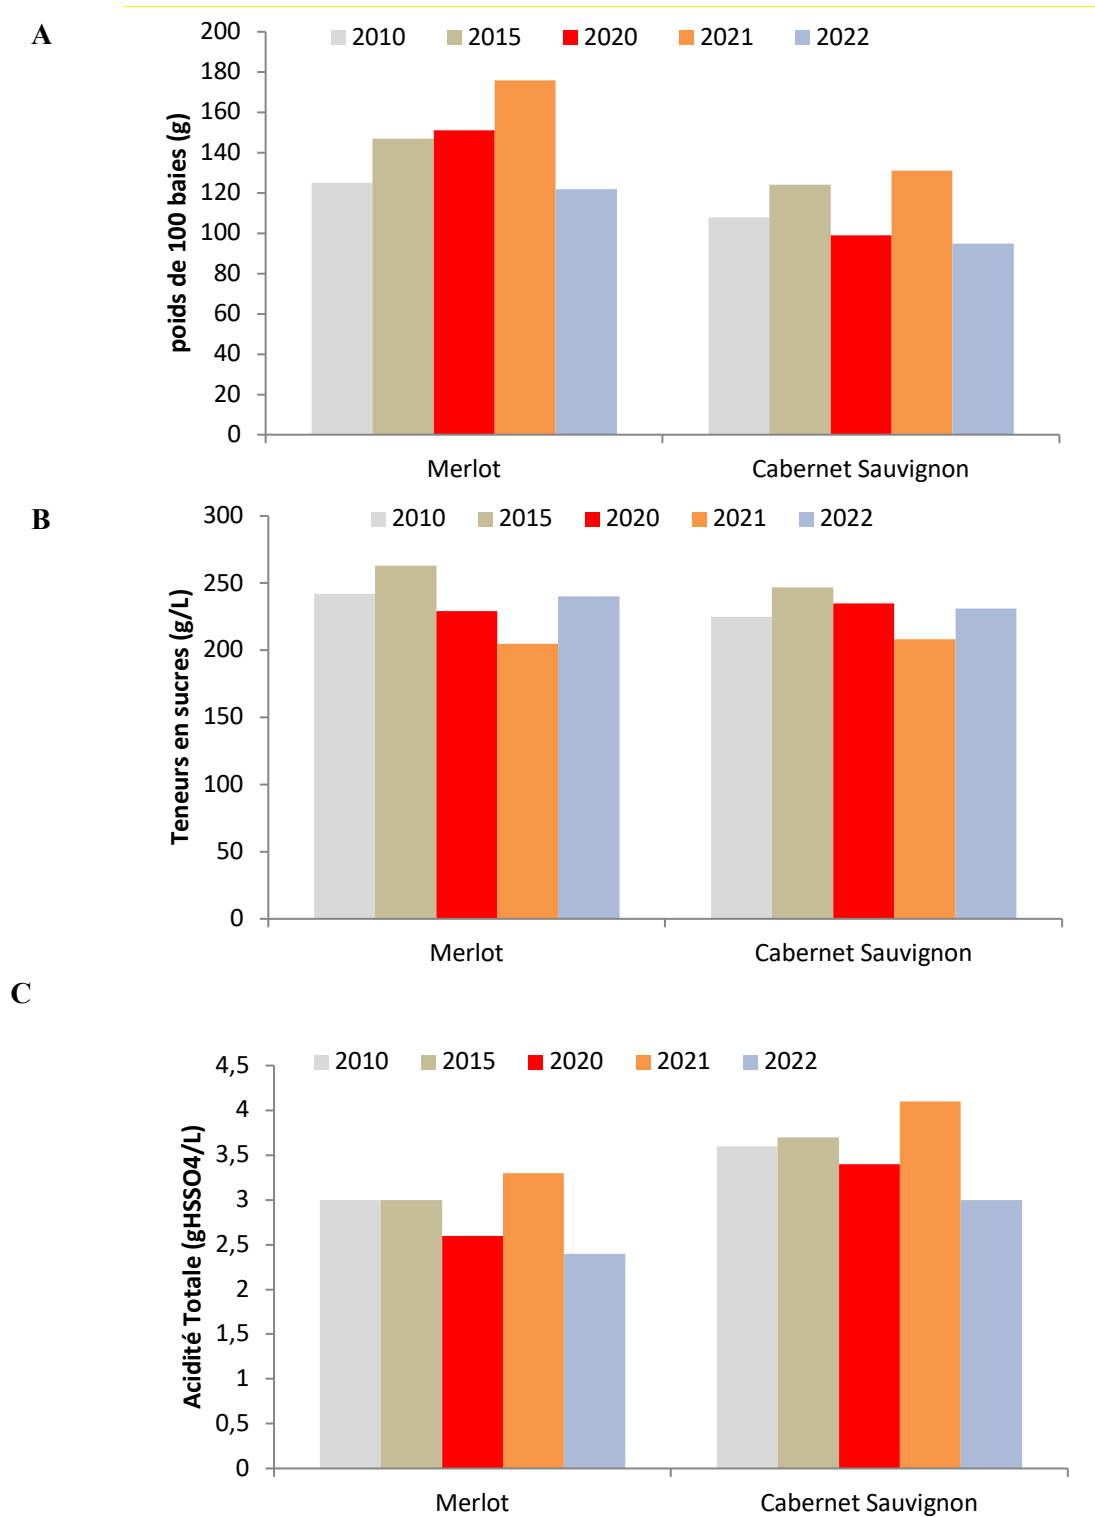 A
2010 2015 2020 2021 2022
poids de 100 baies (g)
200
180
160
140
120
100
80
60
40
20
0
Merlot Cabernet Sauvignon
B
2010 2015 2020 2021 2022
Teneurs en sucres (g/L)
300
250
200
150
100
50
0
Merlot Cabernet Sauvignon
C
2010 2015 2020 2021 2022
Acidité Totale (gHSSO4/L)
4,5
4
3,5
3
2,5
2
1,5
1
0,5
0
Merlot Cabernet Sauvignon